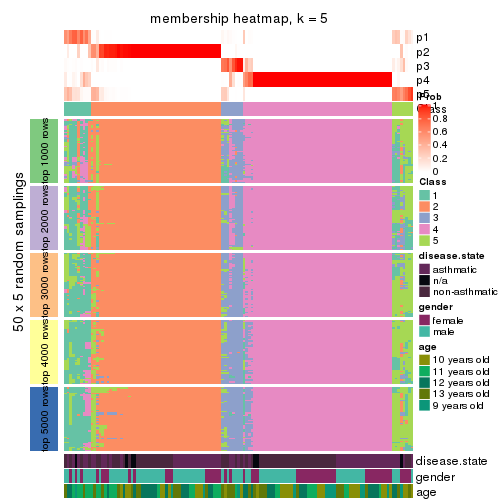 membership heatmap, k = 5
p1
p2
p3
p4
p5
Prob
1
0.8
0.6
0.4
0.2
0
Class
Class
1
2
3
4
5
disease.state
asthmatic
n/a
non-asthmatic
gender
female
male
age
10 years old
11 years old
12 years old
13 years old
9 years old
50 x 5 random samplings
top 1000 rows
top 2000 rows
top 3000 rows
top 4000 rows
top 5000 rows
disease.state
gender
age